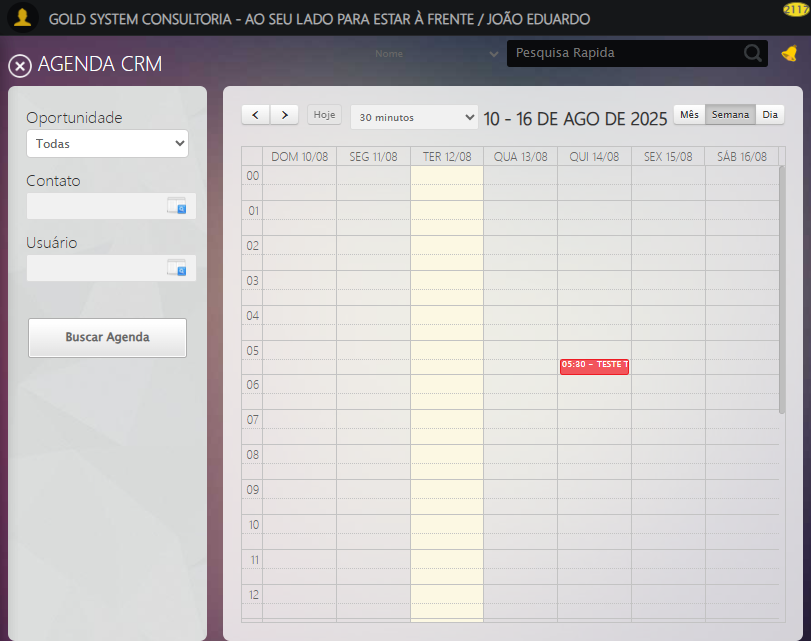 GOLD SYSTEM CONSULTORIA - AO SEU LADO PARA ESTAR À FRENTE / JOÃO EDUARDO
2117
AGENDA CRM
Nome
Pesquisa Rapida
Oportunidade
Todas
Contato
Usuário
Buscar Agenda
Hoje
30 minutos
10 - 16 DE AGO DE 2025
Mês Semana Dia
DOM 10/08 SEG 11/08 TER 12/08 QUA 13/08 QUI 14/08 SEX 15/08 SÁB 16/08
00
01
02
03
04
05
05:30 - TESTE T
06
07
08
09
10
11
12